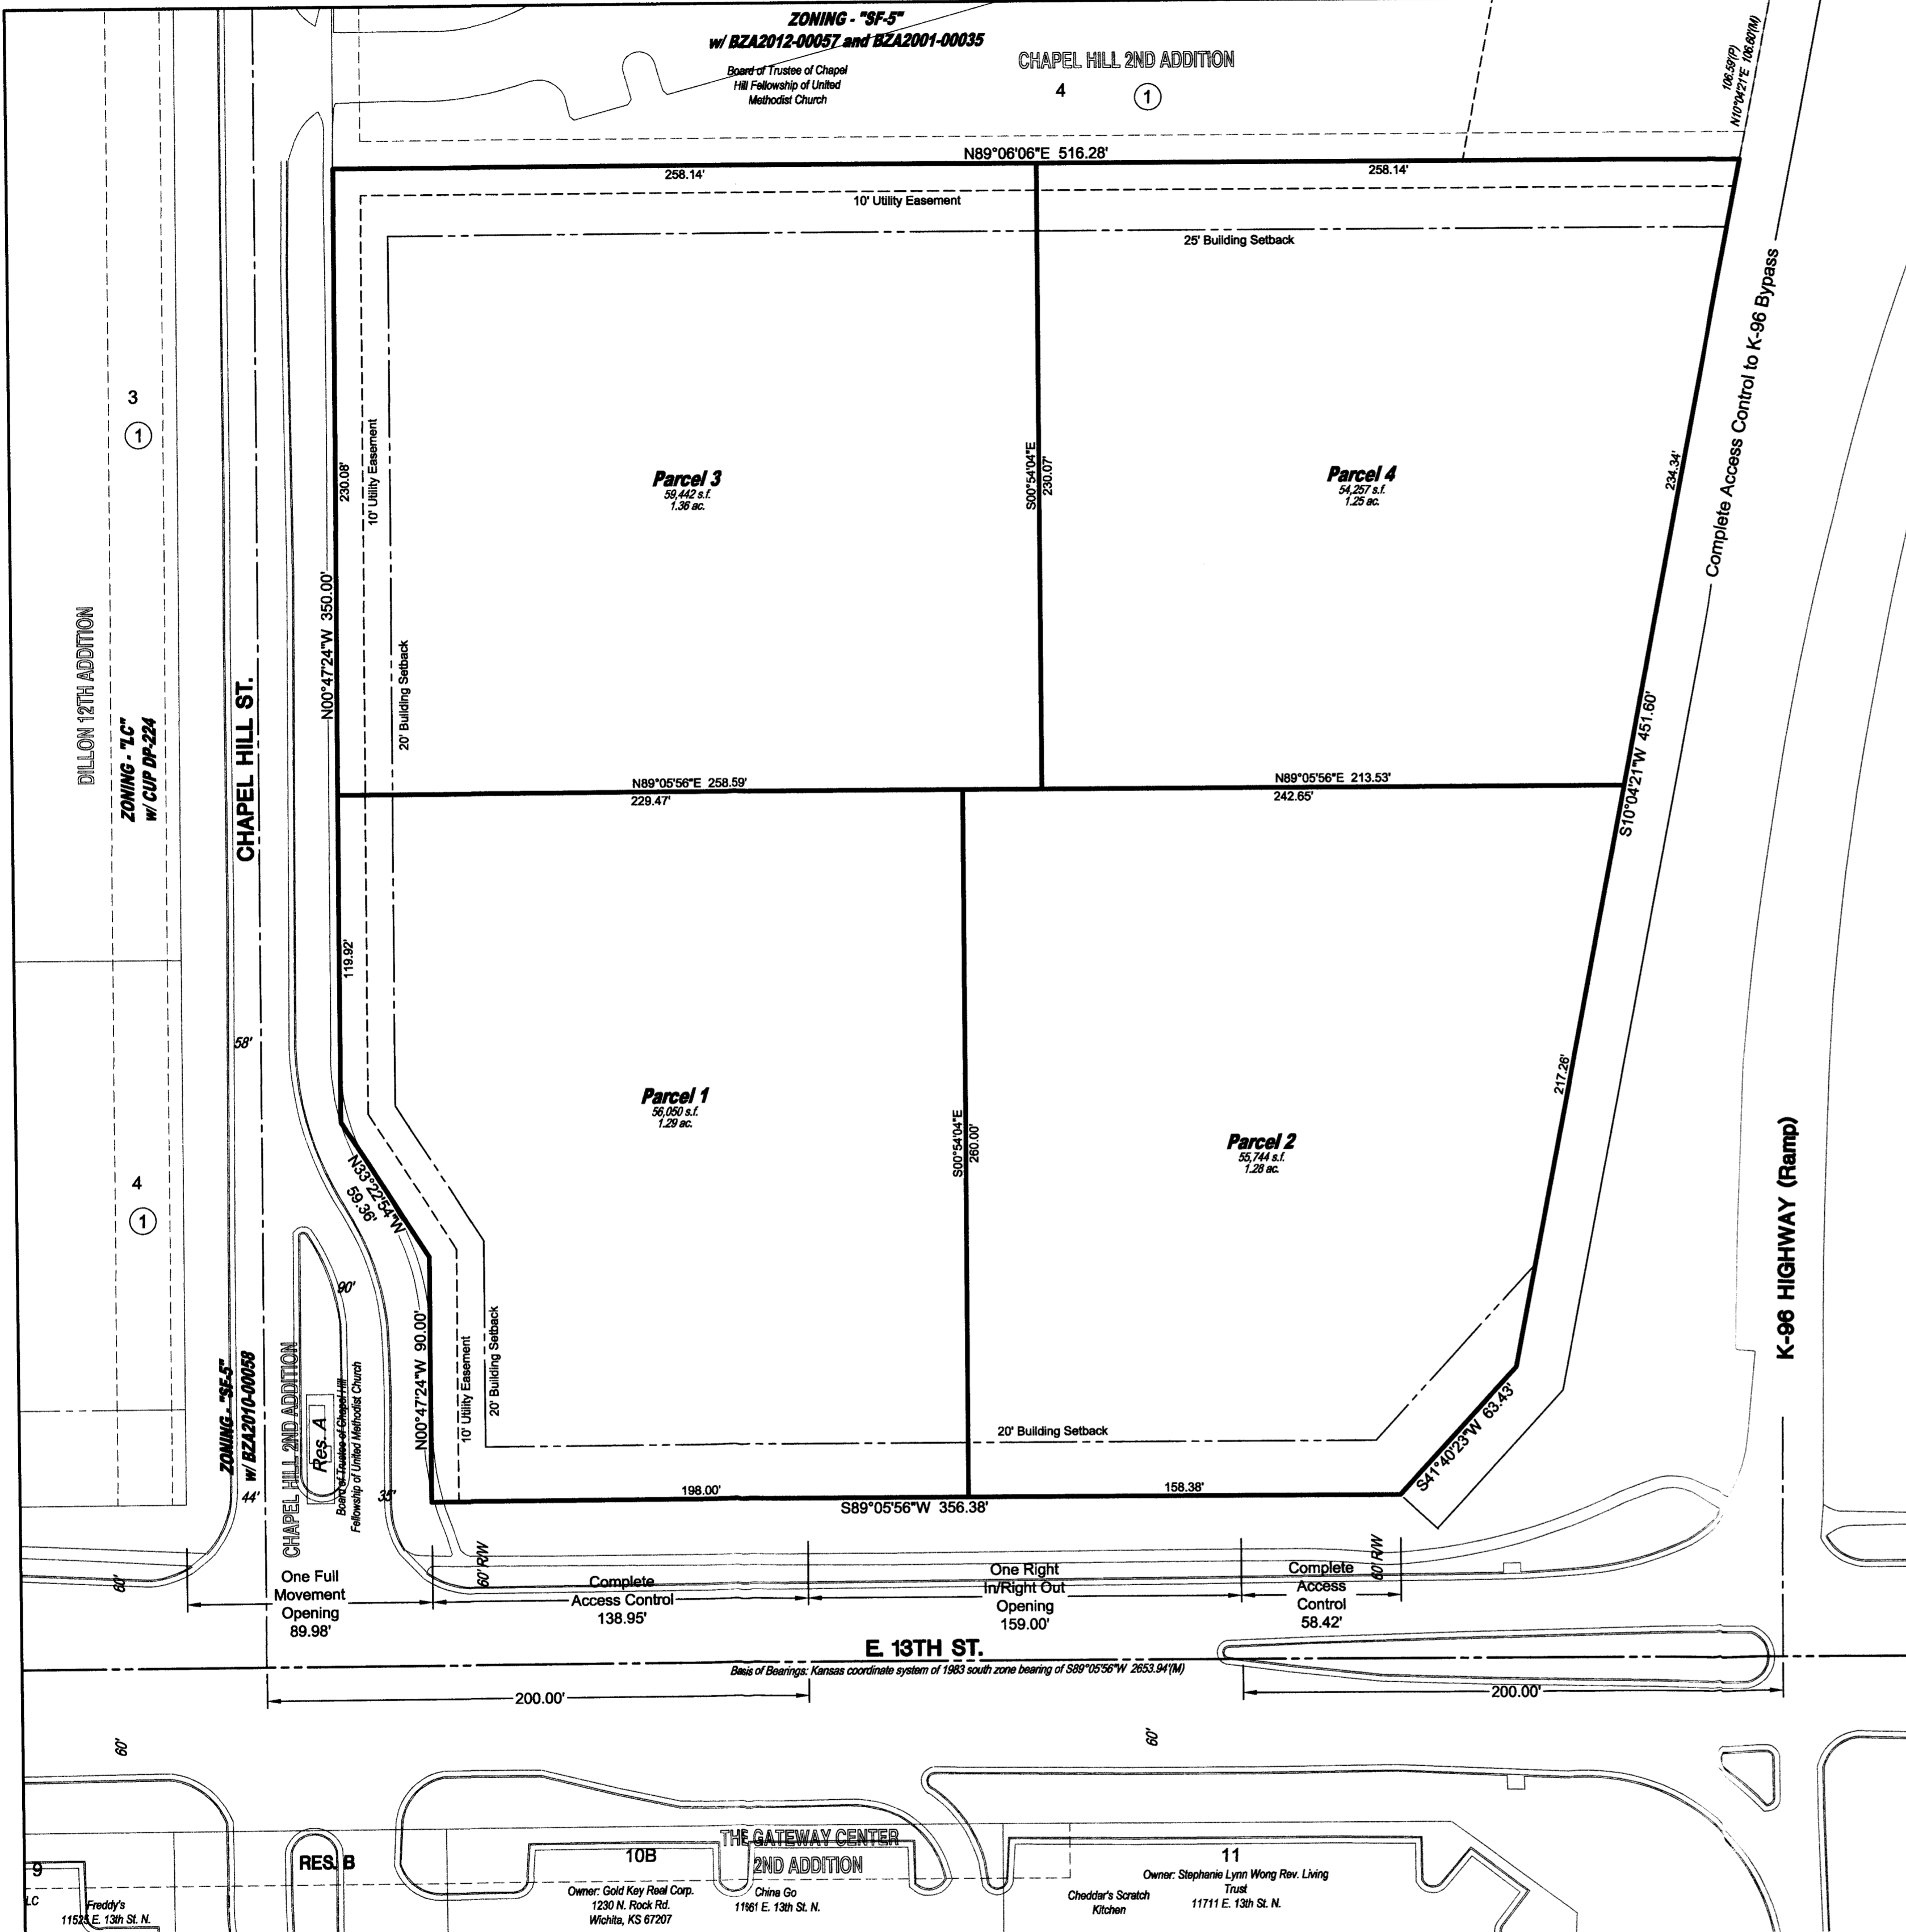 ZONING - "SF-5"
w/ BZA2012-00057 and BZA2001-00035
Board of Trustee of Chapel
Hill Fellowship of United
Methodist Church
CHAPEL HILL 2ND ADDITION
4
1
106.59'(P)
N10°04'21"E 106.60'(M)
N89°06'06"E 516.28'
258.14'
258.14'
10' Utility Easement
25' Building Setback
Complete Access Control to K-96 Bypass
3
1
230.08'
10' Utility Easement
Parcel 3
59,442 s.f.
1.36 ac.
S00°54'04"E
230.07'
Parcel 4
54,257 s.f.
1.25 ac.
234.34'
N00°47'24"W 350.00'
DILLON 12TH ADDITION
ZONING - "LC"
w/ CUP DP-224
CHAPEL HILL ST.
20' Building Setback
S10°04'21"W 451.60'
N89°05'56"E 258.59'
229.47'
N89°05'56"E 213.53'
242.65'
119.92'
58'
Parcel 1
56,050 s.f.
1.29 ac.
S00°54'04"E
260.00'
Parcel 2
55,744 s.f.
1.28 ac.
217.26'
4
1
N33°22'54"W
59.36'
90'
K-96 HIGHWAY (Ramp)
ZONING - "SF-5"
w/ BZA2010-00058
CHAPEL HILL 2ND ADDITION
Res. A
Board of Trustee of Chapel Hill
Fellowship of United Methodist Church
N00°47'24"W 90.00'
10' Utility Easement
20' Building Setback
20' Building Setback
S41°40'23"W 63.43'
44'
35'
198.00'
158.38'
S89°05'56"W 356.38'
60'
One Full
Movement
Opening
89.98'
60' R/W
Complete
Access Control
138.95'
One Right
In/Right Out
Opening
159.00'
Complete
Access
Control
58.42'
60' R/W
E. 13TH ST.
Basis of Bearings: Kansas coordinate system of 1983 south zone bearing of S89°05'56"W 2653.94'(M)
200.00'
200.00'
60'
60'
9
LC
Freddy's
11525 E. 13th St. N.
RES. B
10B
Owner: Gold Key Real Corp.
1230 N. Rock Rd.
Wichita, KS 67207
THE GATEWAY CENTER
2ND ADDITION
China Go
11661 E. 13th St. N.
Cheddar's Scratch
Kitchen
11
Owner: Stephanie Lynn Wong Rev. Living
Trust
11711 E. 13th St. N.